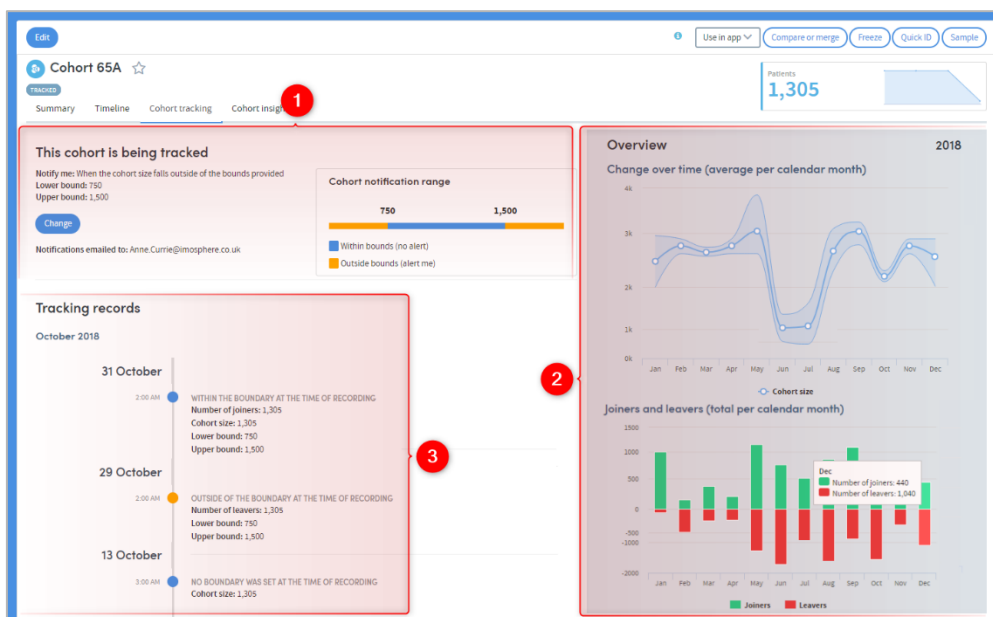 Edit
Use in app
Compare or merge
Freeze
Quick ID
Sample
Cohort 65A
TRACKED
Patients
1,305
Summary
Timeline
Cohort tracking
Cohort
1
This cohort is being tracked
Notify me: When the cohort size falls outside of the bounds provided
Lower bound: 750
Upper bound: 1,500
Change
Notifications emailed to: Anne.Currie@imosphere.co.uk
Cohort notification range
750 1,500
Within bounds (no alert)
Outside bounds (alert me)
Tracking records
October 2018
31 October
2:00 AM
WITHIN THE BOUNDARY AT THE TIME OF RECORDING
Number of joiners: 1,305
Cohort size: 1,305
Lower bound: 750
Upper bound: 1,500
3
29 October
2:00 AM
OUTSIDE OF THE BOUNDARY AT THE TIME OF RECORDING
Number of leavers: 1,305
Lower bound: 750
Upper bound: 1,500
13 October
3:00 AM
NO BOUNDARY WAS SET AT THE TIME OF RECORDING
Cohort size: 1,305
2
Overview 2018
Change over time (average per calendar month)
4k
3k
2k
1k
0k
Jan Feb Mar Apr May Jun Jul Aug Sep Oct Nov Dec
Cohort size
Joiners and leavers (total per calendar month)
1500
1000
500
0
-500
-1000
-2000
Dec
Number of joiners: 440
Number of leavers: 1,040
Jan Feb Mar Apr May Jun Jul Aug Sep Oct Nov Dec
Joiners Leavers